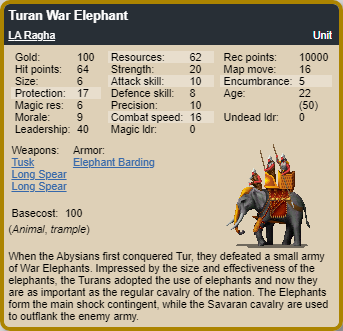 Turan War Elephant
LA Ragha Unit
Gold: 100 Resources: 62 Rec points: 10000
Hit points: 64 Strength: 20 Map move: 16
Size: 6 Attack skill: 10 Encumbrance: 5
Protection: 17 Defence skill: 8 Age: 22
Magic res: 6 Precision: 10 (50)
Morale: 9 Combat speed: 16 Undead ldr: 0
Leadership: 40 Magic ldr: 0
Weapons: Armor:
Tusk Elephant Barding
Long Spear
Long Spear
Basecost: 100
(Animal, trample)
When the Abysians first conquered Tur, they defeated a small army
of War Elephants. Impressed by the size and effectiveness of the
elephants, the Turans adopted the use of elephants and now they
are as important as the regular cavalry of the nation. The Elephants
form the main shock contingent, while the Savaran cavalry are used
to outflank the enemy army.